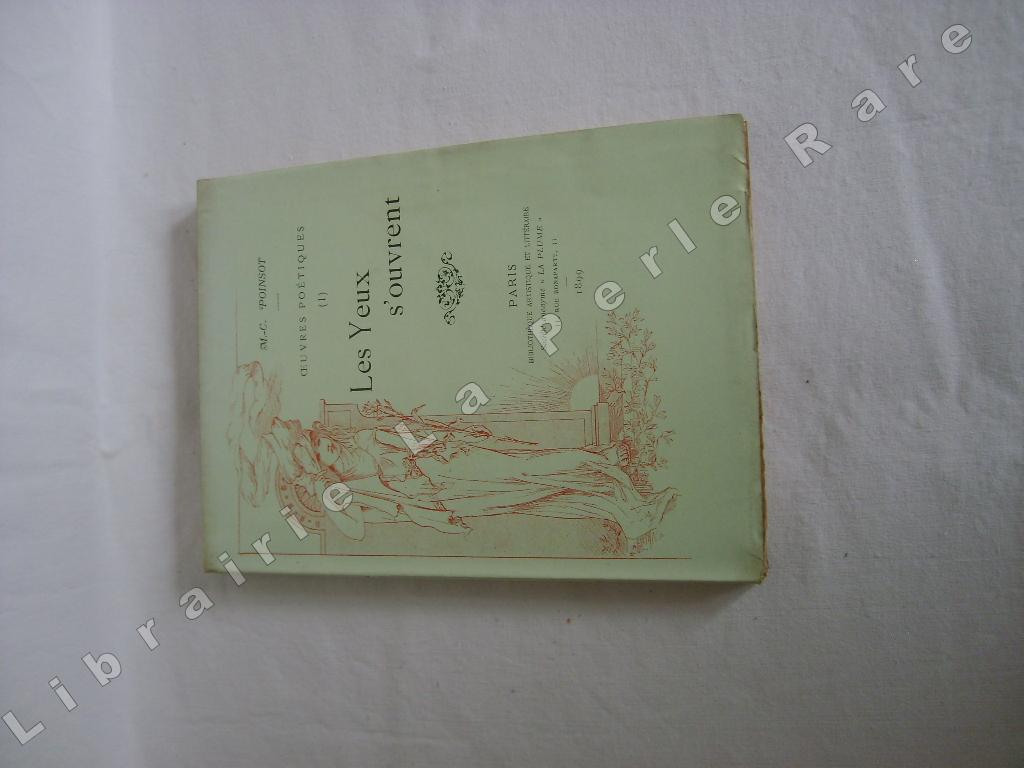 M.-C. POINSOT
ŒUVRES POÉTIQUES
(I)
Les Yeux
s'ouvrent
PARIS
BIBLIOTHÈQUE ARTISTIQUE ET LITTÉRAIRE
« LA PLUME »
RUE BONAPARTE, 31
1899
Librairie La Perle Rare